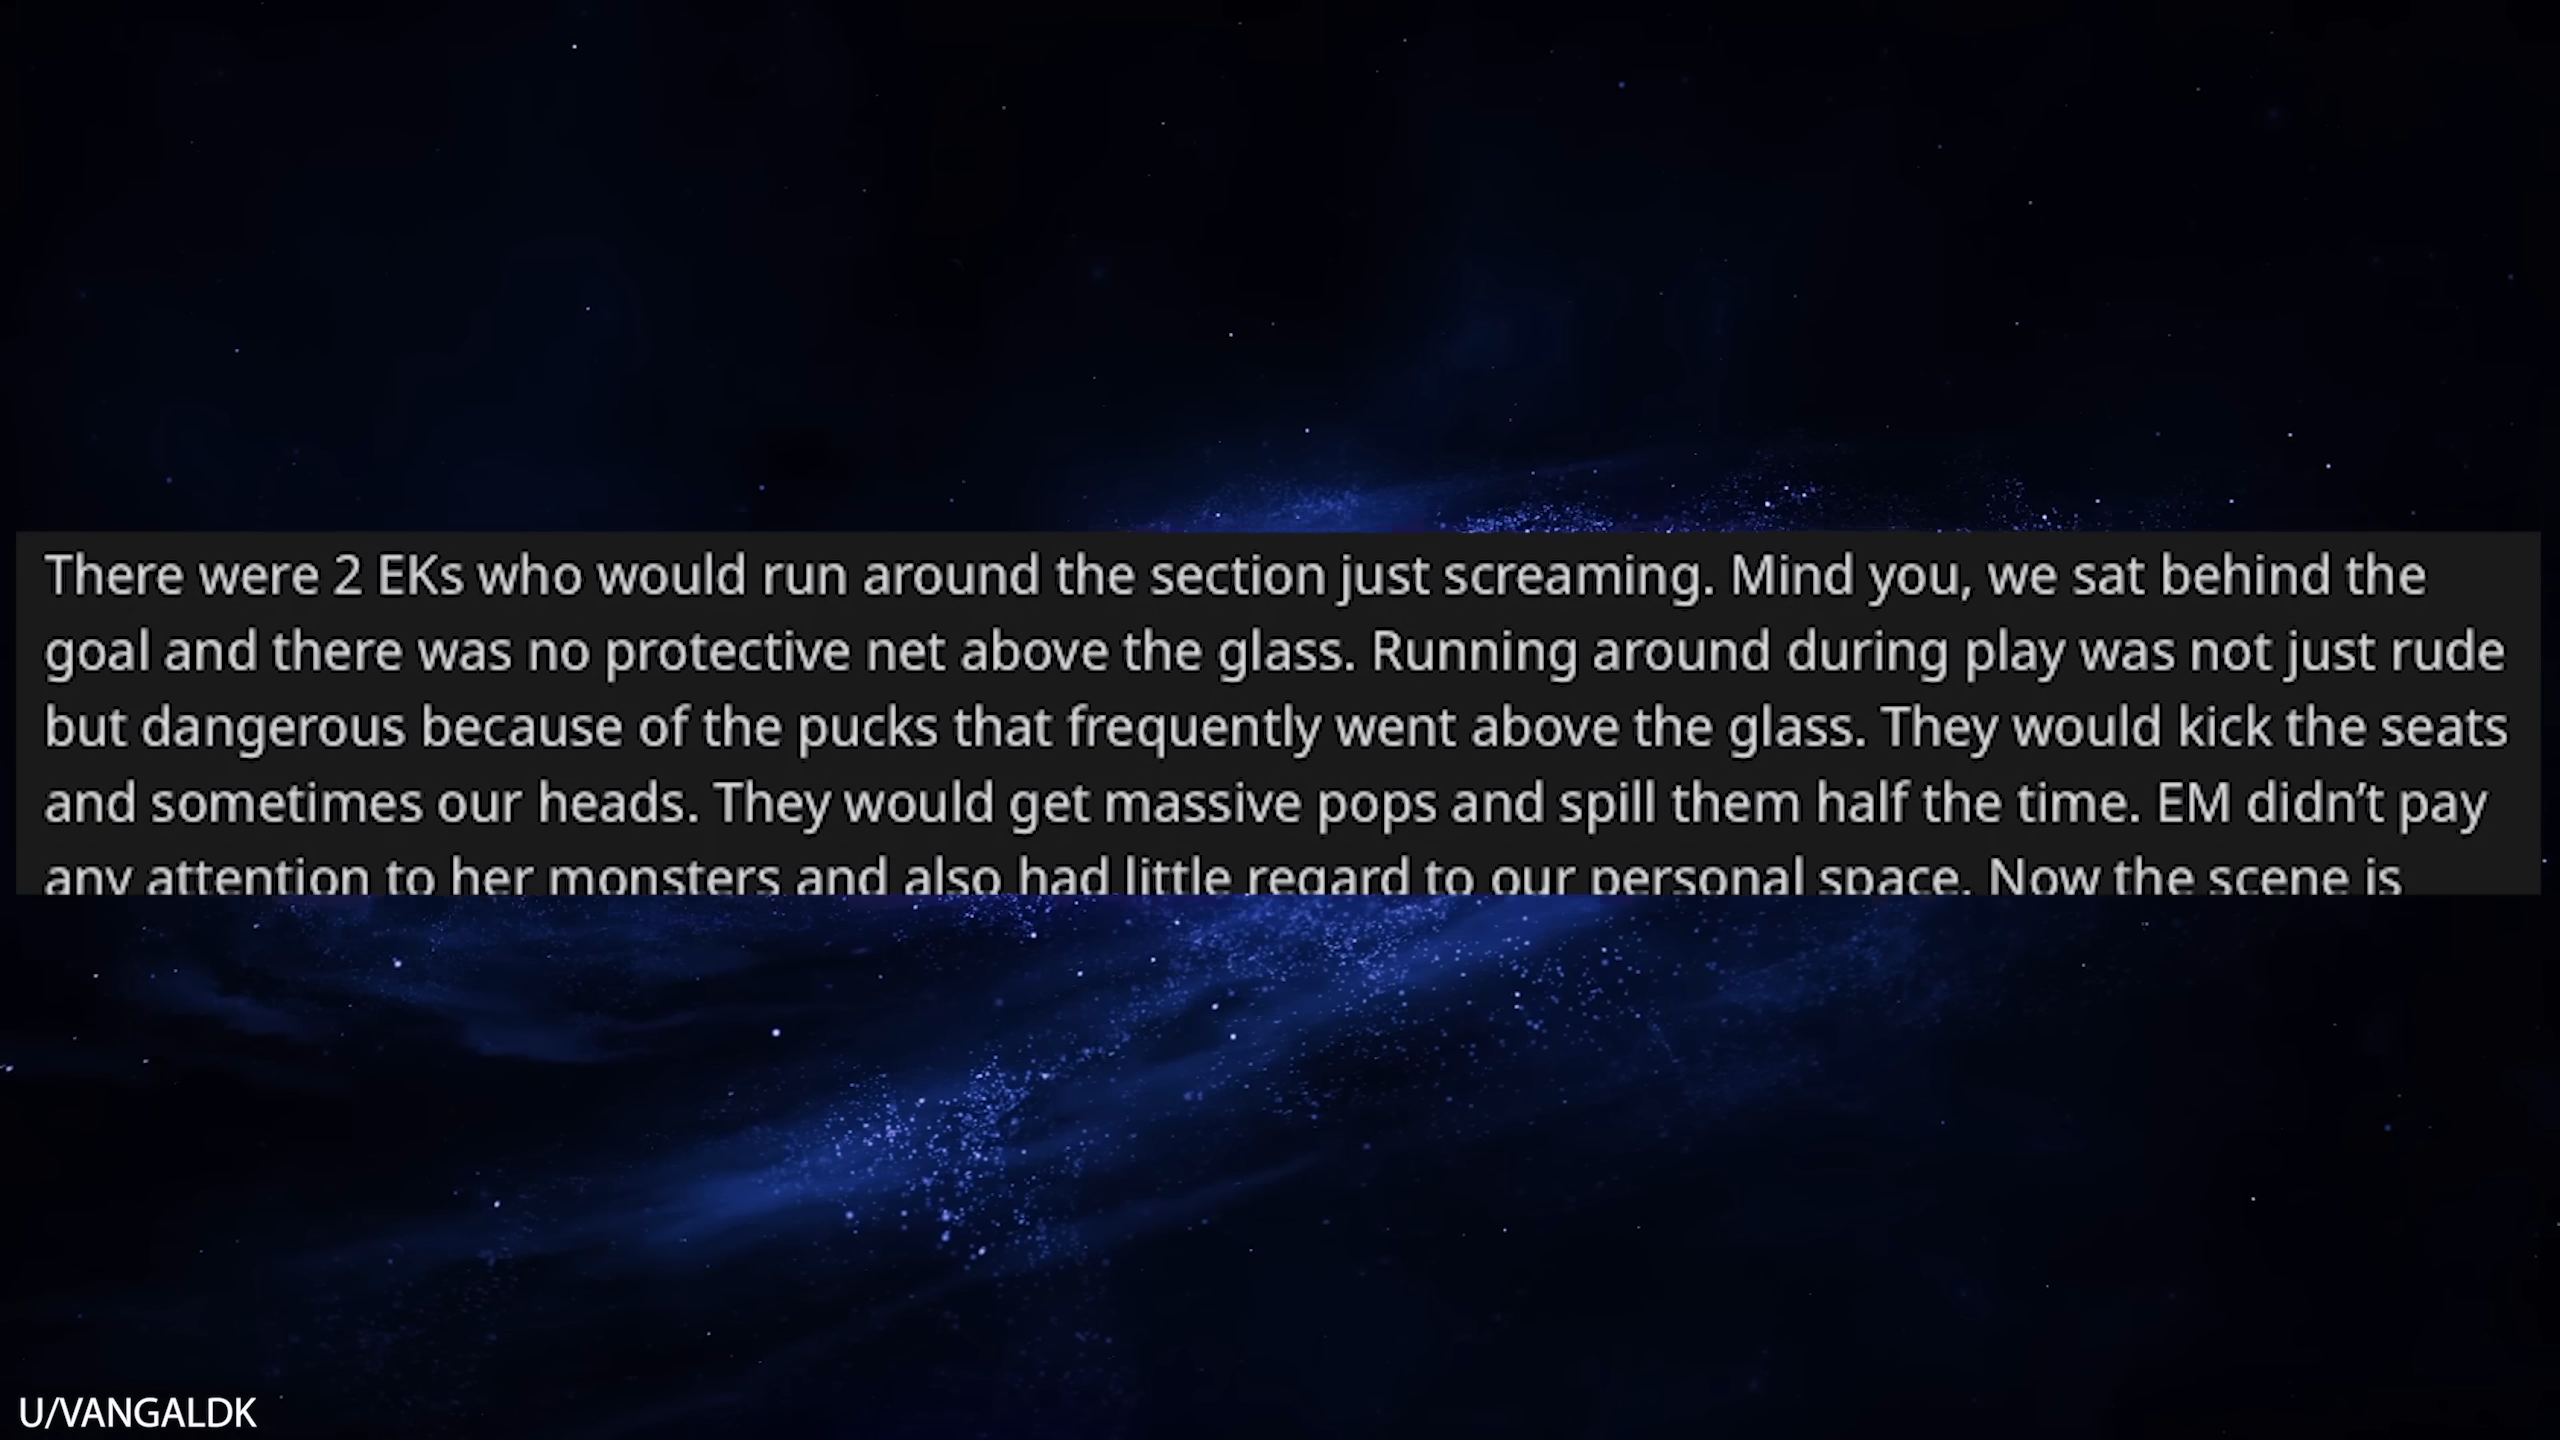 There were 2 EKs who would run around the section just screaming. Mind you, we sat behind the
goal and there was no protective net above the glass. Running around during play was not just rude
but dangerous because of the pucks that frequently went above the glass. They would kick the seats
and sometimes our heads. They would get massive pops and spill them half the time. EM didn’t pay
any attention to her monsters and also had little regard to our personal space. Now the scene is
U/VANGALDK